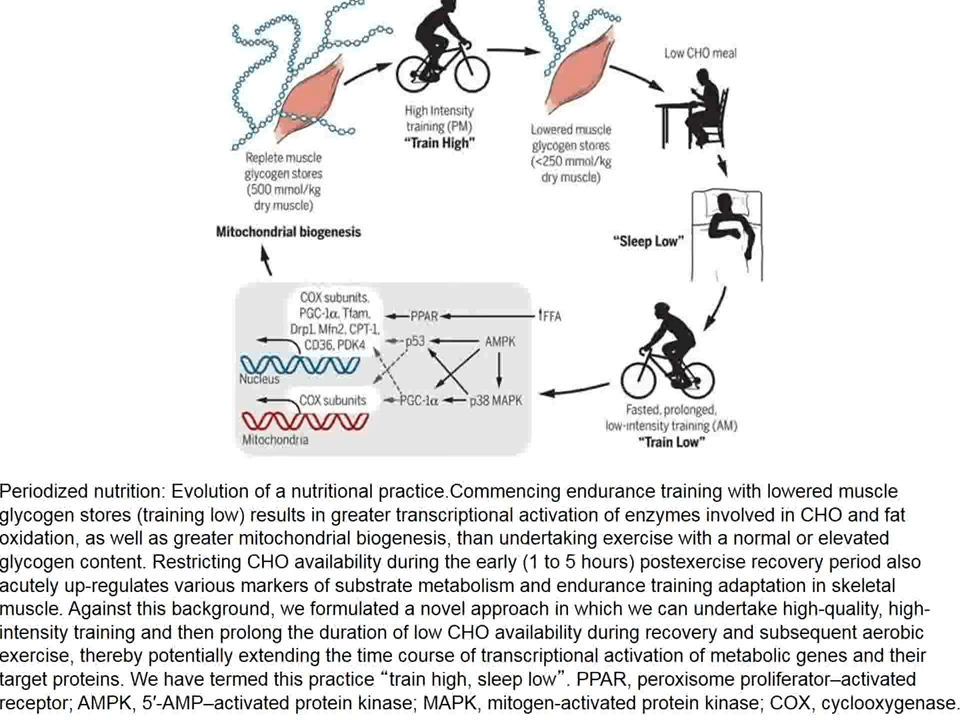 Low CHO meal
High Intensity
training (PM)
“Train High”
Lowered muscle
glycogen stores
(<250 mmol/kg
dry muscle)
Replete muscle
glycogen stores
(500 mmol/kg
dry muscle)
Mitochondrial biogenesis
“Sleep Low”
COX subunits,
PGC-1α, Tfam,
Drp1, Mfn2, CPT-1,
CD36, PDK4
PPAR
↑FFA
p53
AMPK
Nucleus
COX subunits
PGC-1α
p38 MAPK
Mitochondria
Fasted, prolonged,
low-intensity training (AM)
“Train Low”
Periodized nutrition: Evolution of a nutritional practice.Commencing endurance training with lowered muscle
glycogen stores (training low) results in greater transcriptional activation of enzymes involved in CHO and fat
oxidation, as well as greater mitochondrial biogenesis, than undertaking exercise with a normal or elevated
glycogen content. Restricting CHO availability during the early (1 to 5 hours) postexercise recovery period also
acutely up-regulates various markers of substrate metabolism and endurance training adaptation in skeletal
muscle. Against this background, we formulated a novel approach in which we can undertake high-quality, high-
intensity training and then prolong the duration of low CHO availability during recovery and subsequent aerobic
exercise, thereby potentially extending the time course of transcriptional activation of metabolic genes and their
target proteins. We have termed this practice “train high, sleep low”. PPAR, peroxisome proliferator–activated
receptor; AMPK, 5′-AMP–activated protein kinase; MAPK, mitogen-activated protein kinase; COX, cyclooxygenase.